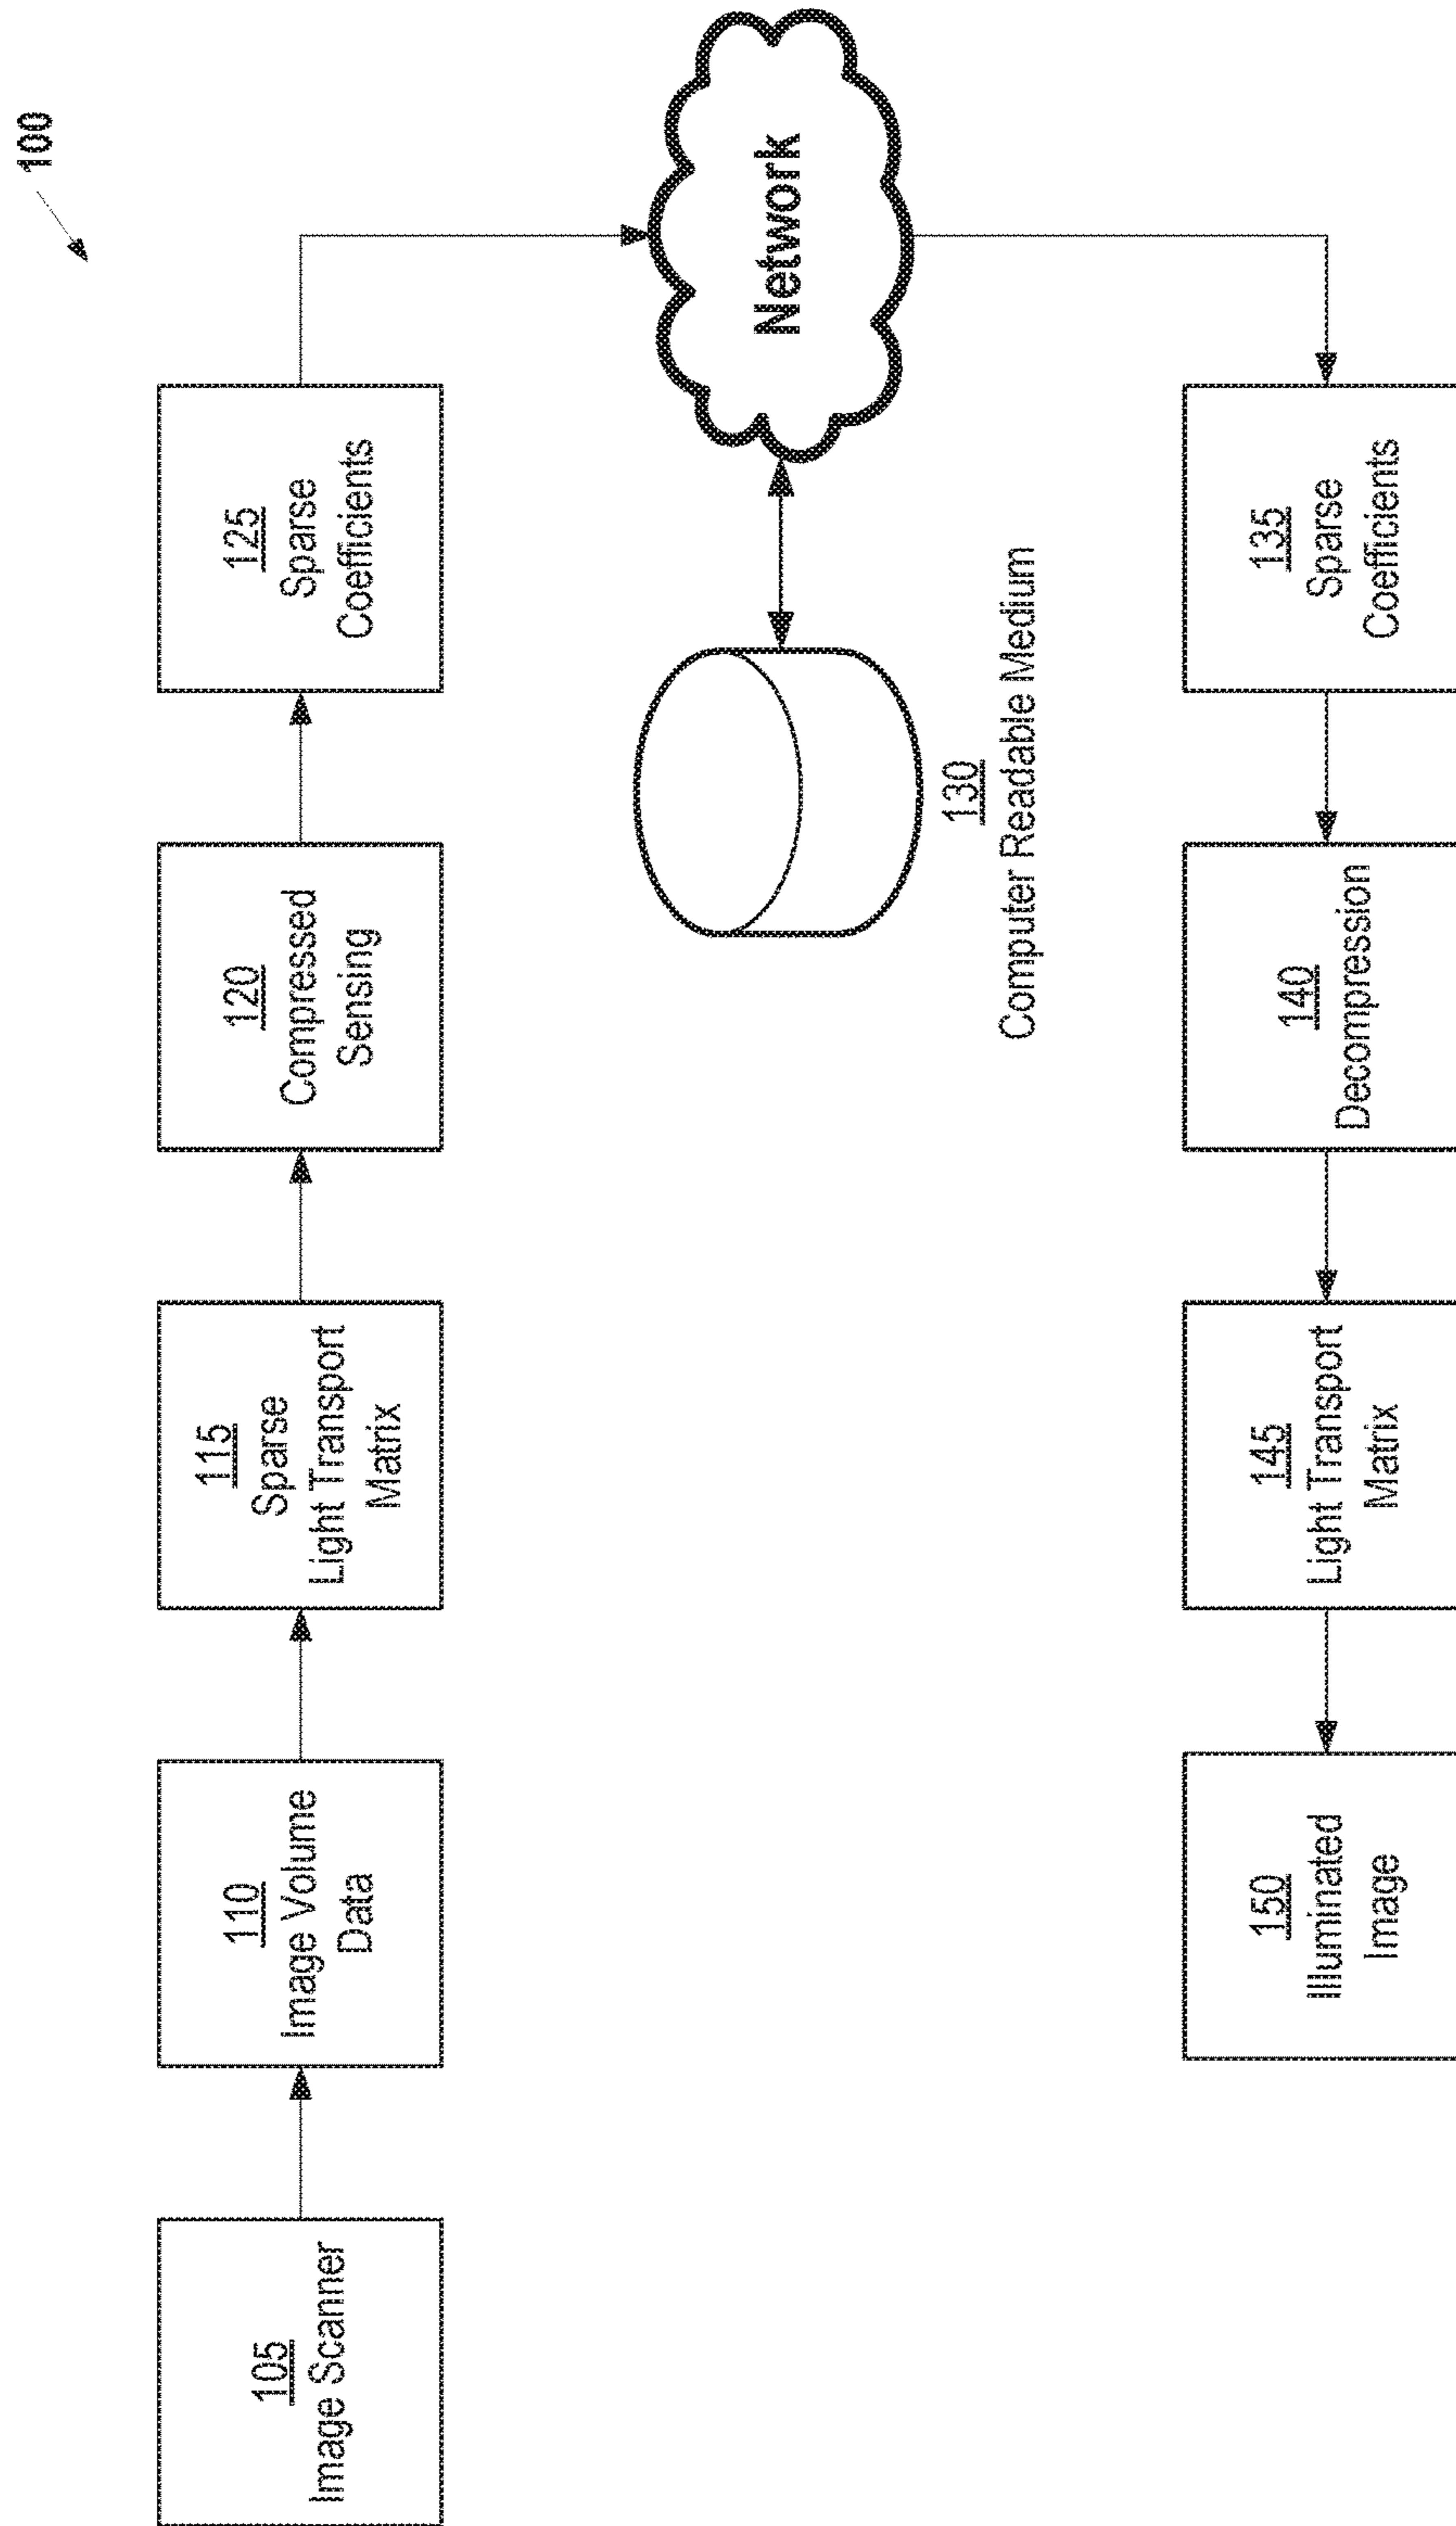 100
105
Image Scanner
110
Image Volume
Data
115
Sparse
Light Transport
Matrix
120
Compressed
Sensing
125
Sparse
Coefficients
Network
130
Computer Readable Medium
135
Sparse
Coefficients
140
Decompression
145
Light Transport
Matrix
150
Illuminated
Image